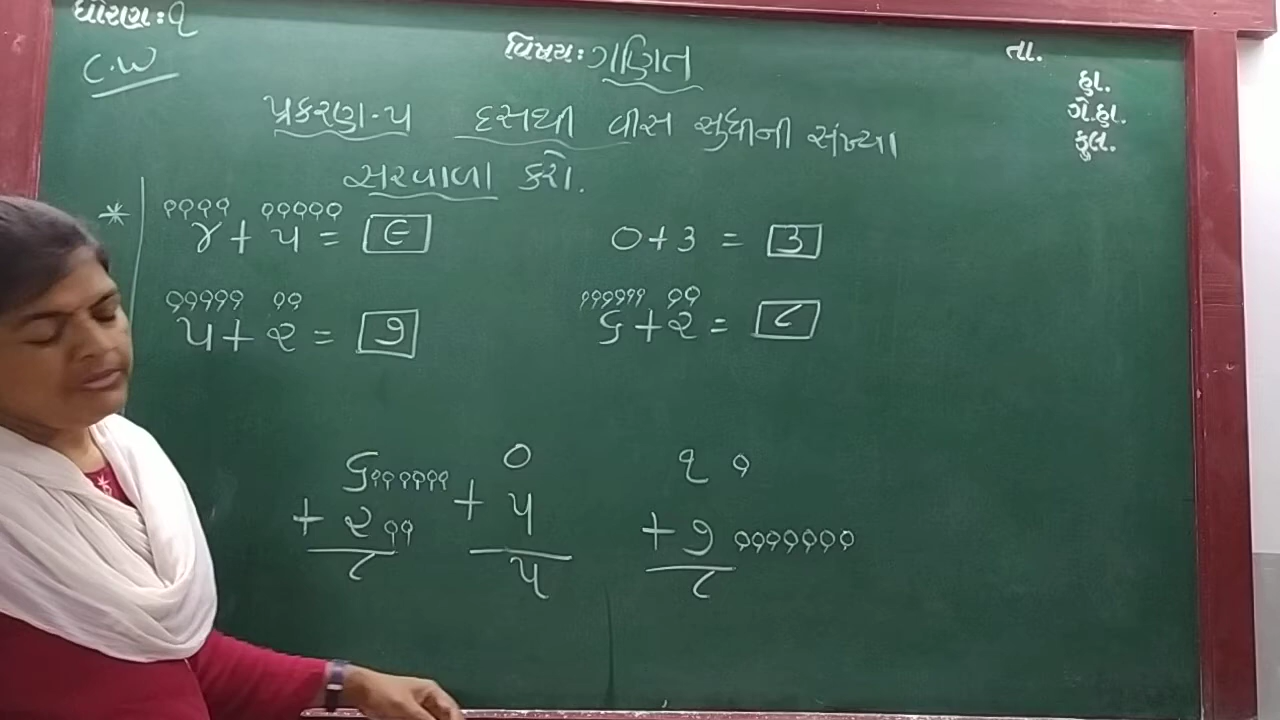 ધોરણ: ૧
C.W
વિષય: ગણિત
તા.
હા.
ગે.હા.
કુલ.
પ્રકરણ-૫ દસથી વીસ સુધીની સંખ્યા
સરવાળા કરો.
* ૪ + ૫ = ૯
૦ + ૩ = ૩
૫ + ૨ = ૭
૬ + ૨ = ૮
૬
+ ૨
૮
૦
+ ૫
૫
૧
+ ૭
૮